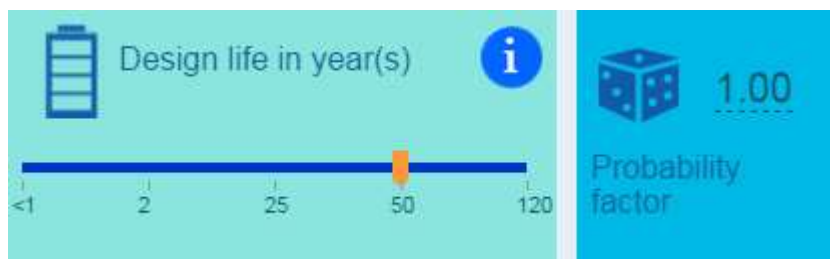 Design life in year(s)
i
<1 2 25 50 120
1.00
Probability
factor